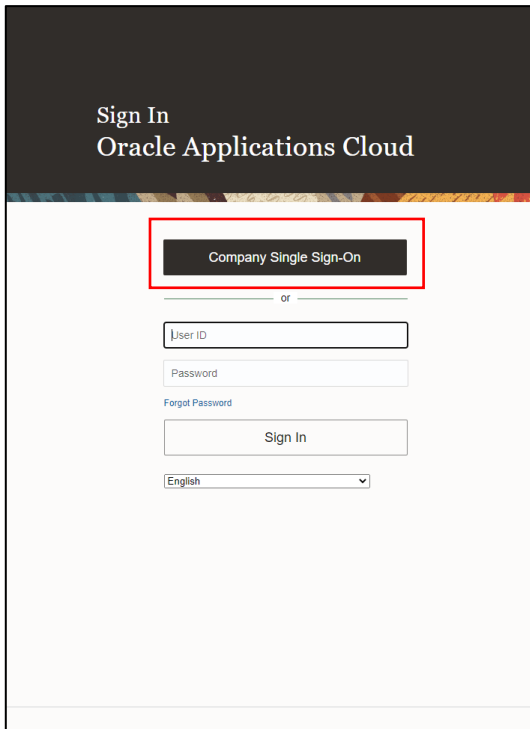 Sign In
Oracle Applications Cloud
Company Single Sign-On
or
User ID
Password
Forgot Password
Sign In
English